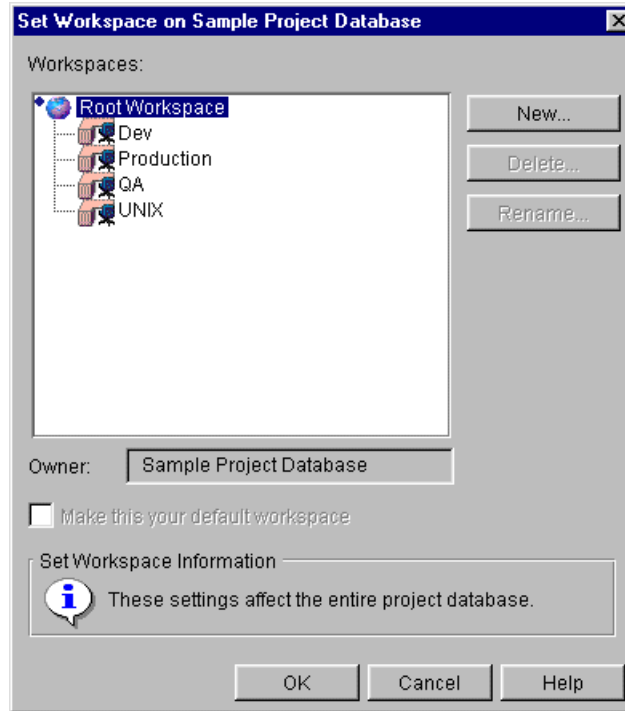 Set Workspace on Sample Project Database
Workspaces:
Root Workspace
Dev
Production
QA
UNIX
New...
Delete...
Rename...
Owner:
Sample Project Database
Make this your default workspace
Set Workspace Information
These settings affect the entire project database.
OK
Cancel
Help